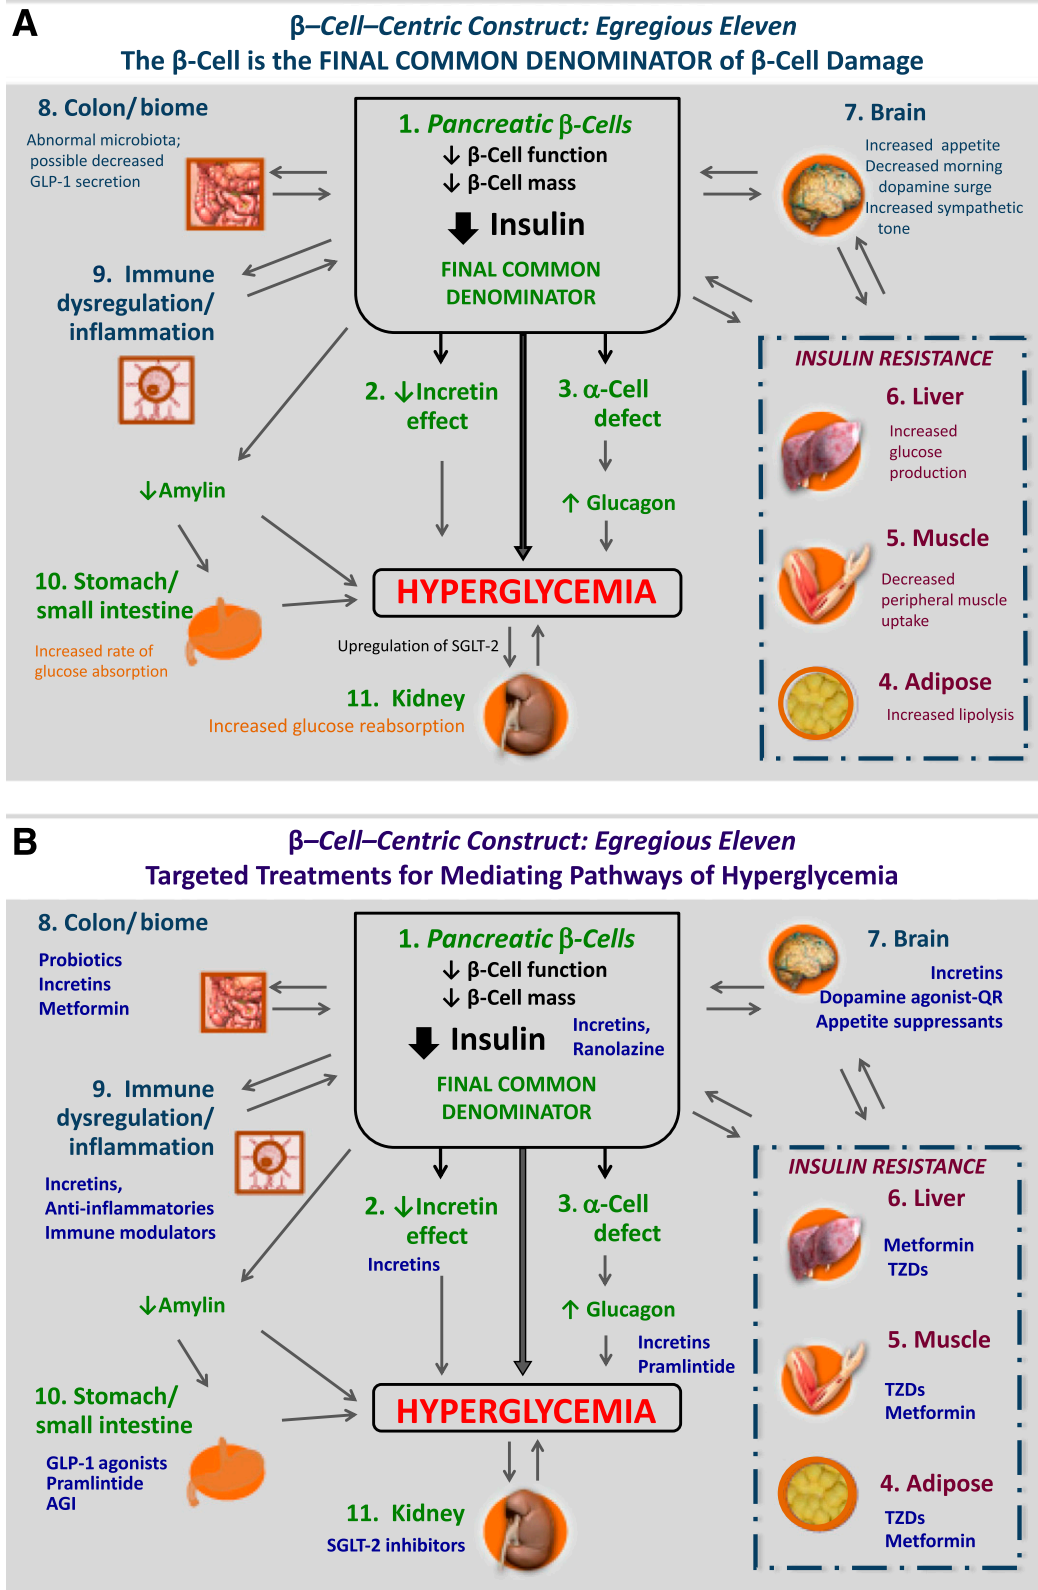 A
β–Cell–Centric Construct: Egregious Eleven
The β-Cell is the FINAL COMMON DENOMINATOR of β-Cell Damage
8. Colon/biome
Abnormal microbiota;
possible decreased
GLP-1 secretion
1. Pancreatic β-Cells
↓ β-Cell function
↓ β-Cell mass
Insulin
FINAL COMMON
DENOMINATOR
7. Brain
Increased appetite
Decreased morning
dopamine surge
Increased sympathetic
tone
9. Immune
dysregulation/
inflammation
2. ↓Incretin
effect
3. α-Cell
defect
↑ Glucagon
↓Amylin
INSULIN RESISTANCE
6. Liver
Increased
glucose
production
5. Muscle
Decreased
peripheral muscle
uptake
4. Adipose
Increased lipolysis
10. Stomach/
small intestine
Increased rate of
glucose absorption
HYPERGLYCEMIA
Upregulation of SGLT-2
11. Kidney
Increased glucose reabsorption
B
β–Cell–Centric Construct: Egregious Eleven
Targeted Treatments for Mediating Pathways of Hyperglycemia
8. Colon/biome
Probiotics
Incretins
Metformin
1. Pancreatic β-Cells
↓ β-Cell function
↓ β-Cell mass
Insulin
Incretins,
Ranolazine
FINAL COMMON
DENOMINATOR
7. Brain
Incretins
Dopamine agonist-QR
Appetite suppressants
9. Immune
dysregulation/
inflammation
Incretins,
Anti-inflammatories
Immune modulators
2. ↓Incretin
effect
Incretins
3. α-Cell
defect
↑ Glucagon
Incretins
Pramlintide
↓Amylin
INSULIN RESISTANCE
6. Liver
Metformin
TZDs
5. Muscle
TZDs
Metformin
4. Adipose
TZDs
Metformin
10. Stomach/
small intestine
GLP-1 agonists
Pramlintide
AGI
HYPERGLYCEMIA
11. Kidney
SGLT-2 inhibitors